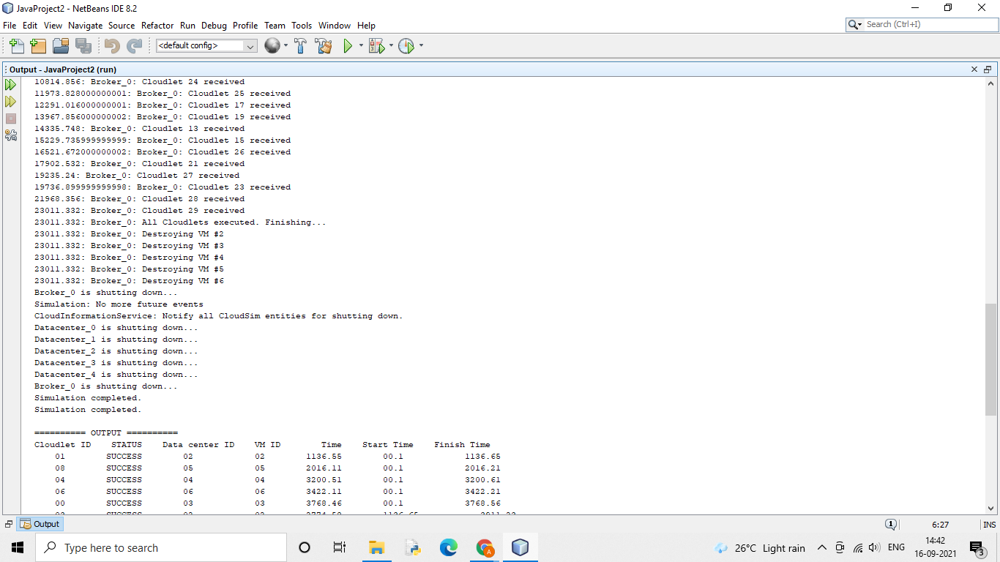 JavaProject2 - NetBeans IDE 8.2
File Edit View Navigate Source Refactor Run Debug Profile Team Tools Window Help
Search (Ctrl+I)
<default config>
Output - JavaProject2 (run)
10814.856: Broker_0: Cloudlet 24 received
11973.828000000001: Broker_0: Cloudlet 25 received
12291.016000000001: Broker_0: Cloudlet 17 received
13967.856000000002: Broker_0: Cloudlet 19 received
14335.748: Broker_0: Cloudlet 13 received
15229.735999999999: Broker_0: Cloudlet 15 received
16521.672000000002: Broker_0: Cloudlet 26 received
17902.532: Broker_0: Cloudlet 21 received
19235.24: Broker_0: Cloudlet 27 received
19736.899999999998: Broker_0: Cloudlet 23 received
21968.356: Broker_0: Cloudlet 28 received
23011.332: Broker_0: Cloudlet 29 received
23011.332: Broker_0: All Cloudlets executed. Finishing...
23011.332: Broker_0: Destroying VM #2
23011.332: Broker_0: Destroying VM #3
23011.332: Broker_0: Destroying VM #4
23011.332: Broker_0: Destroying VM #5
23011.332: Broker_0: Destroying VM #6
Broker_0 is shutting down...
Simulation: No more future events
CloudInformationService: Notify all CloudSim entities for shutting down.
Datacenter_0 is shutting down...
Datacenter_1 is shutting down...
Datacenter_2 is shutting down...
Datacenter_3 is shutting down...
Datacenter_4 is shutting down...
Broker_0 is shutting down...
Simulation completed.
Simulation completed.
========== OUTPUT ==========
Cloudlet ID STATUS Data center ID VM ID Time Start Time Finish Time
01 SUCCESS 02 02 1136.55 00.1 1136.65
08 SUCCESS 05 05 2016.11 00.1 2016.21
04 SUCCESS 04 04 3200.51 00.1 3200.61
06 SUCCESS 06 06 3422.11 00.1 3422.21
00 SUCCESS 03 03 3768.46 00.1 3768.56
Output
1
6:27
INS
Type here to search
A
26°C Light rain
ENG
14:42
16-09-2021
3